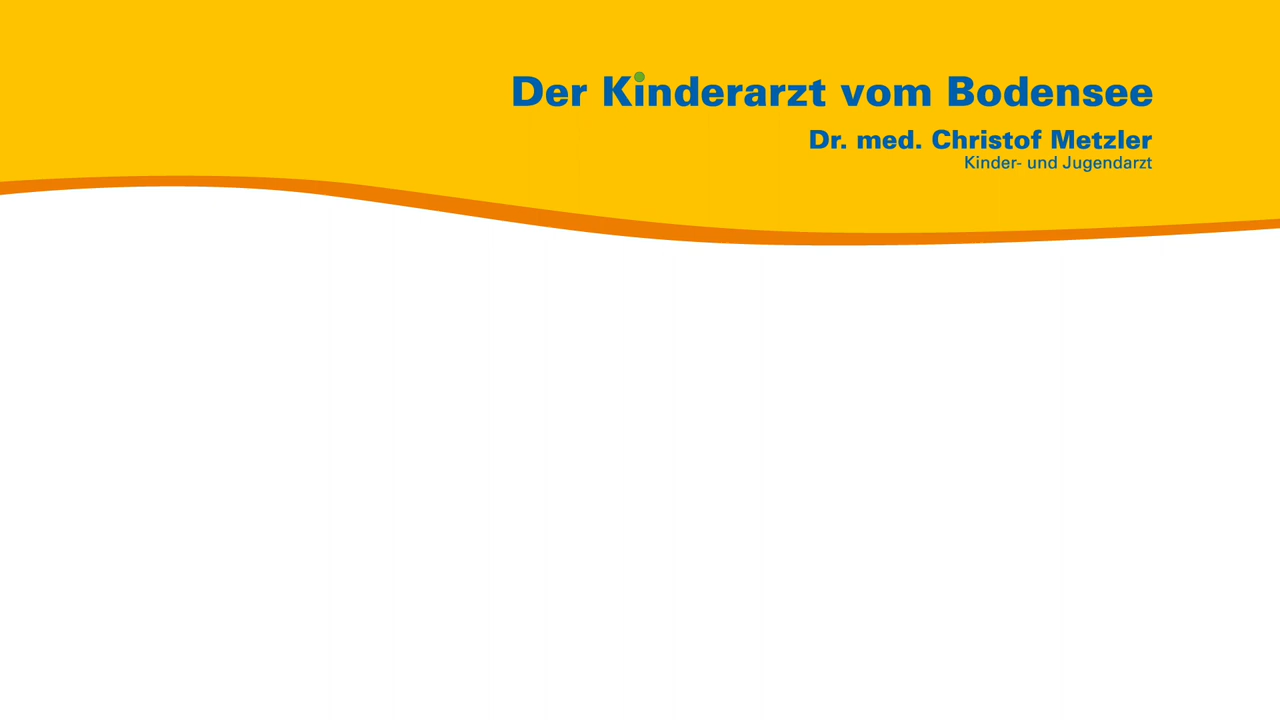 Der Kinderarzt vom Bodensee
Dr. med. Christof Metzler
Kinder- und Jugendarzt